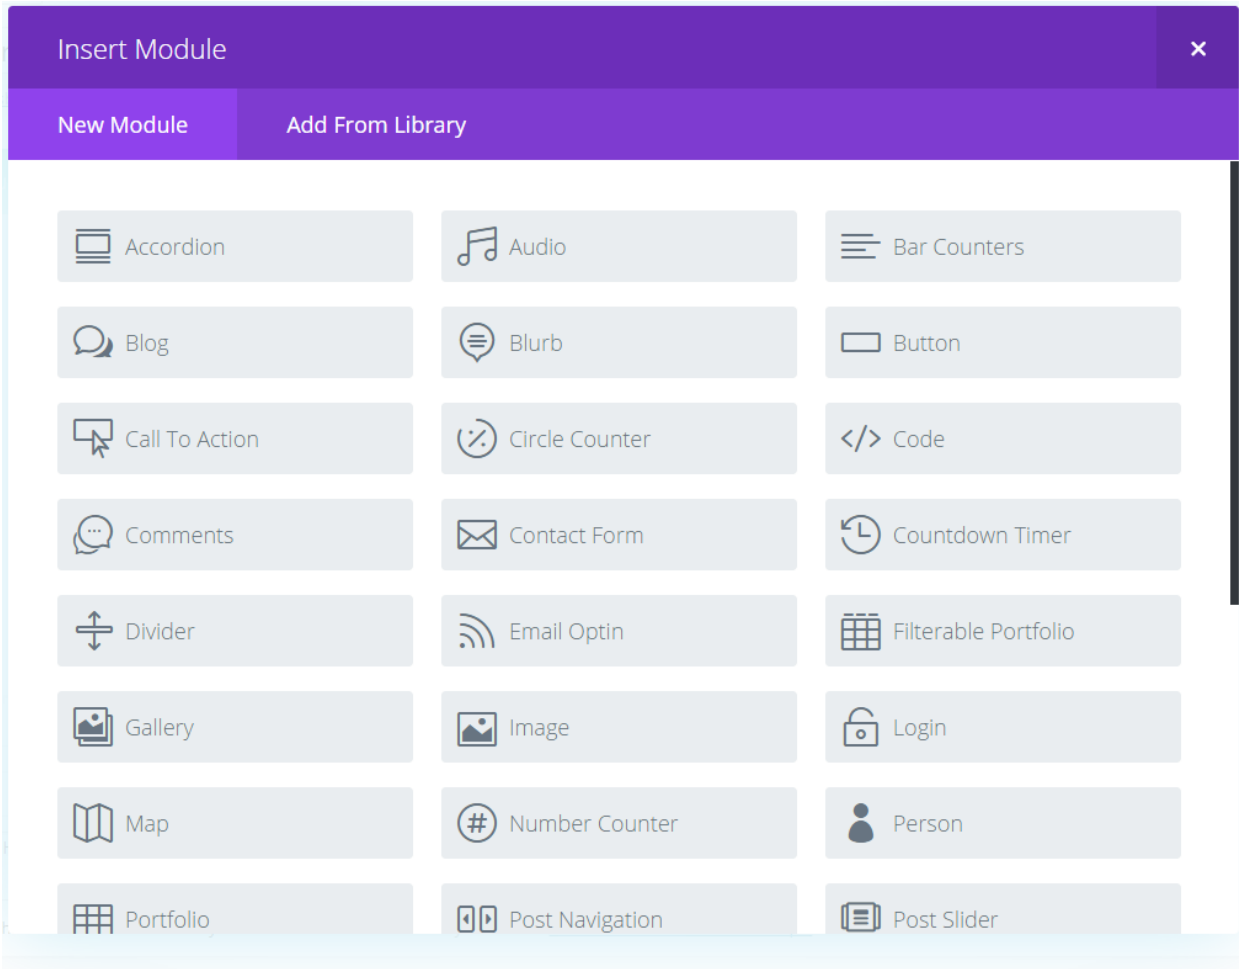 Insert Module
New Module
Add From Library
Accordion
Audio
Bar Counters
Blog
Blurb
Button
Call To Action
Circle Counter
Code
Comments
Contact Form
Countdown Timer
Divider
Email Optin
Filterable Portfolio
Gallery
Image
Login
Map
Number Counter
Person
Portfolio
Post Navigation
Post Slider